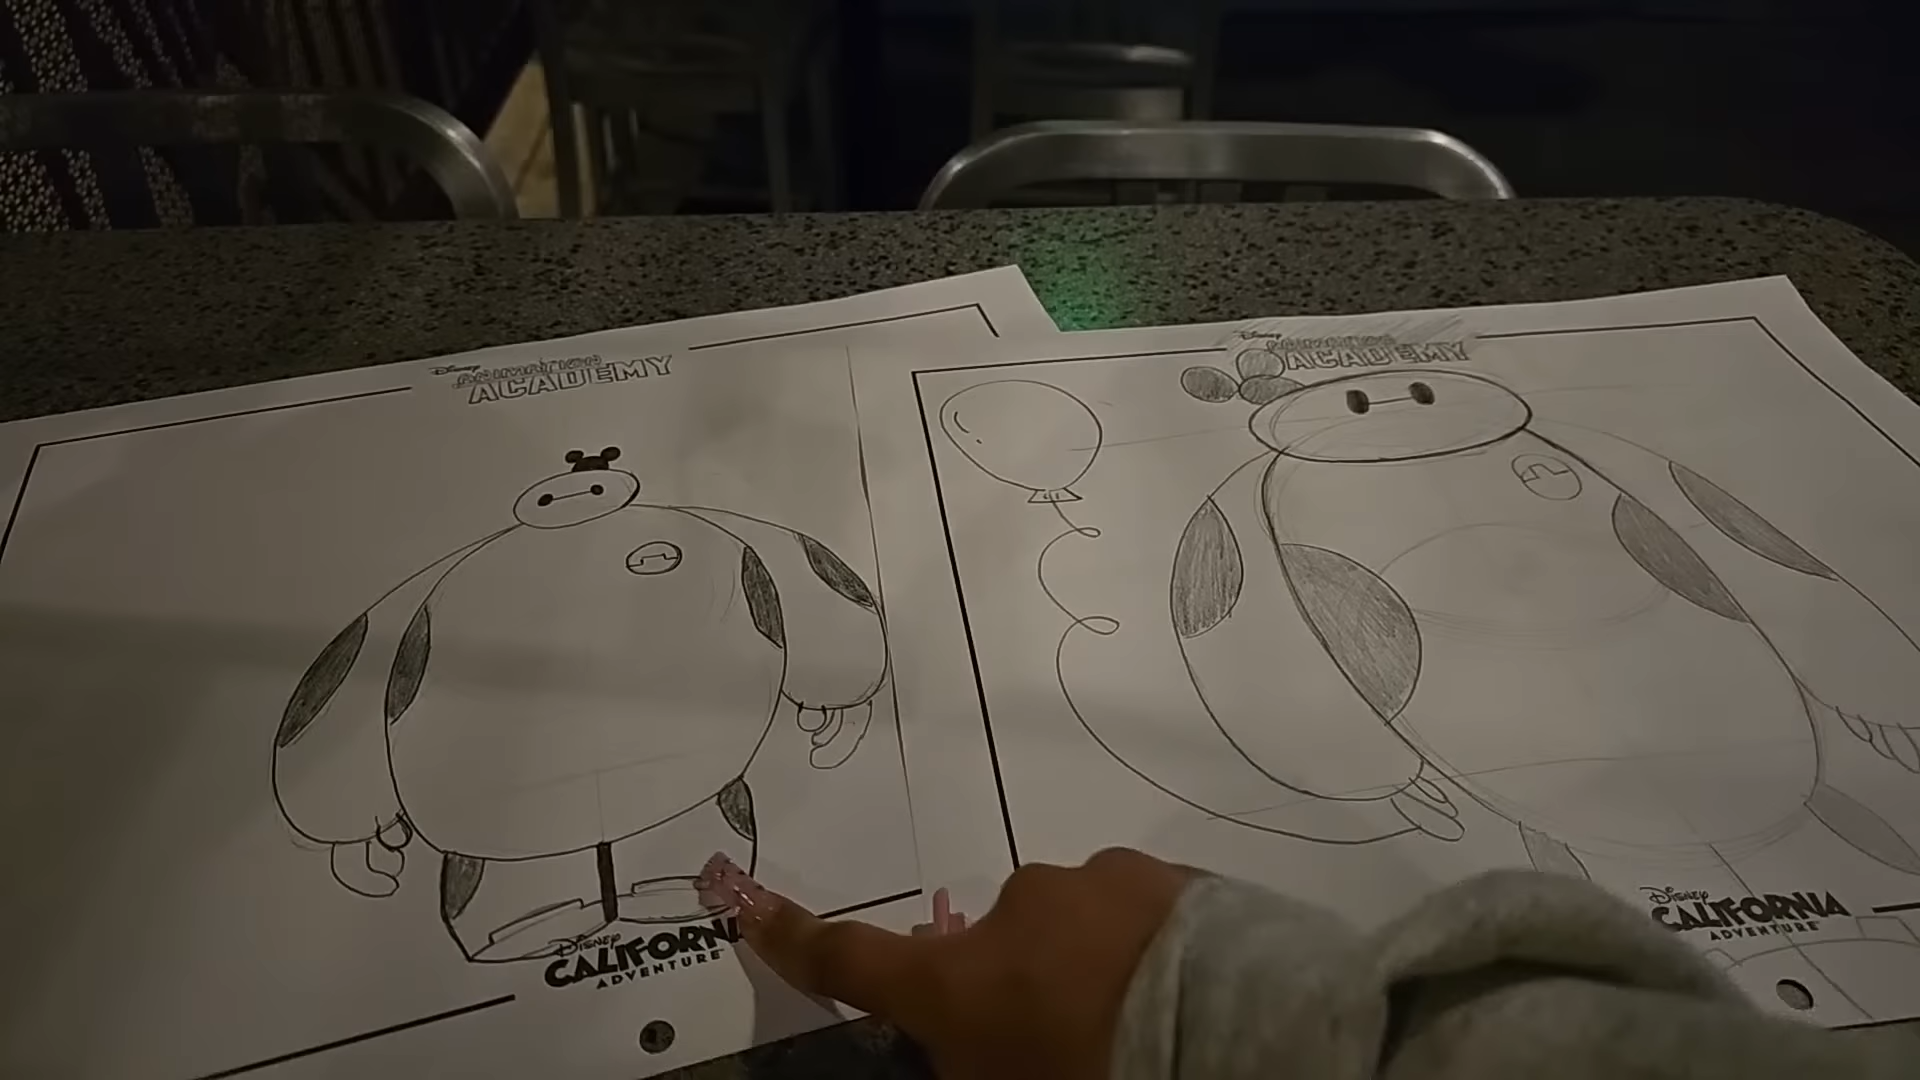 Disney
ANIMATION
ACADEMY
Disney
CALIFORNIA
ADVENTURE
Disney
ANIMATION
ACADEMY
Disney
CALIFORNIA
ADVENTURE